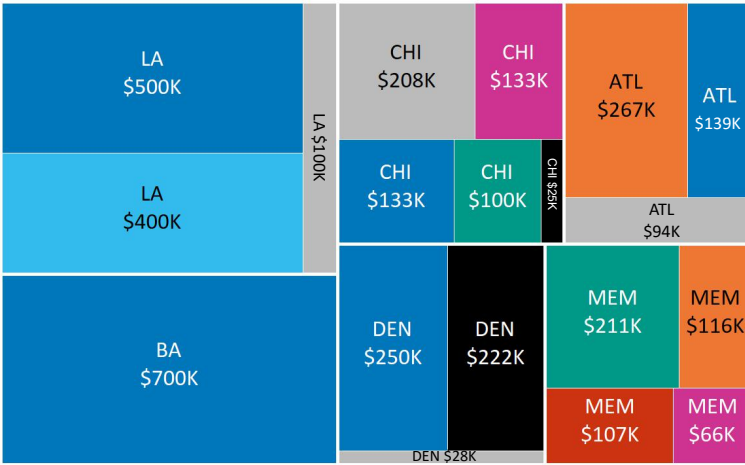 LA
$500K
LA
$400K
LA $100K
BA
$700K
CHI
$208K
CHI
$133K
CHI
$133K
CHI
$100K
CHI $25K
DEN
$250K
DEN
$222K
DEN $28K
ATL
$267K
ATL
$139K
ATL
$94K
MEM
$211K
MEM
$116K
MEM
$107K
MEM
$66K